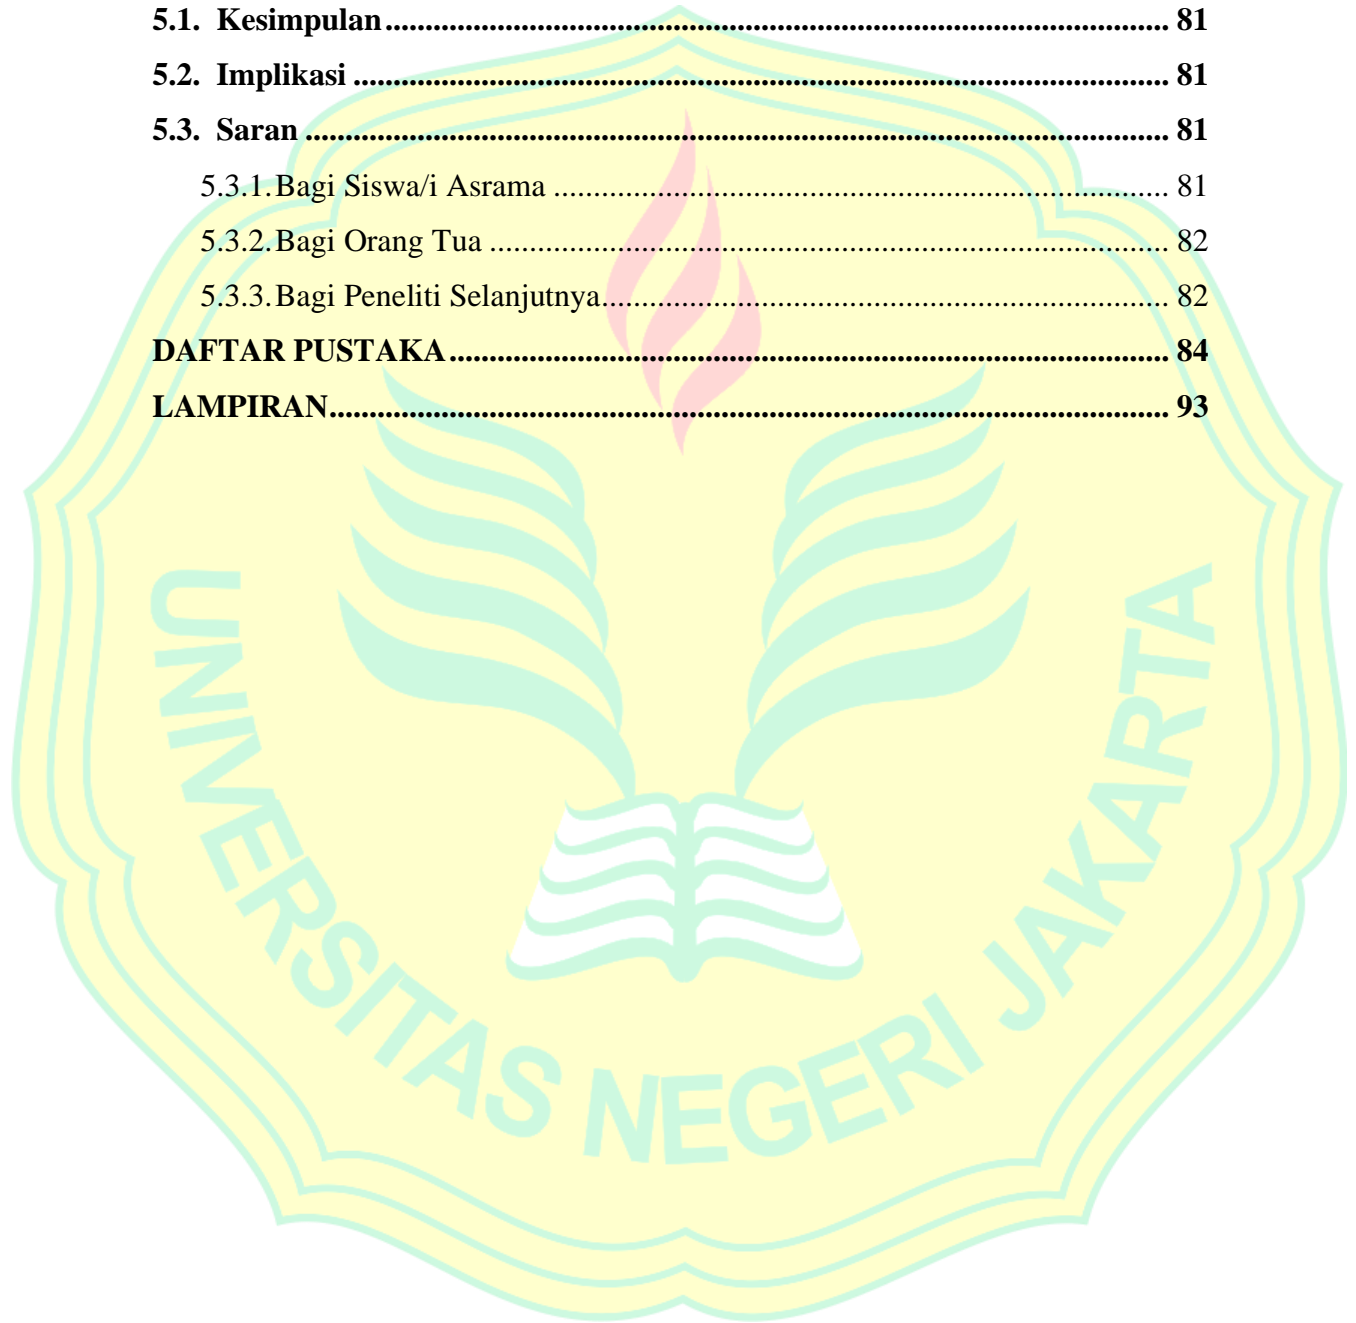 5.1. Kesimpulan.................................................................................................. 81
5.2. Implikasi ...................................................................................................... 81
5.3. Saran ............................................................................................................ 81
5.3.1. Bagi Siswa/i Asrama ............................................................................... 81
5.3.2. Bagi Orang Tua ....................................................................................... 82
5.3.3. Bagi Peneliti Selanjutnya......................................................................... 82
DAFTAR PUSTAKA.......................................................................................... 84
LAMPIRAN......................................................................................................... 93
UNIVERSITAS NEGERI JAKARTA